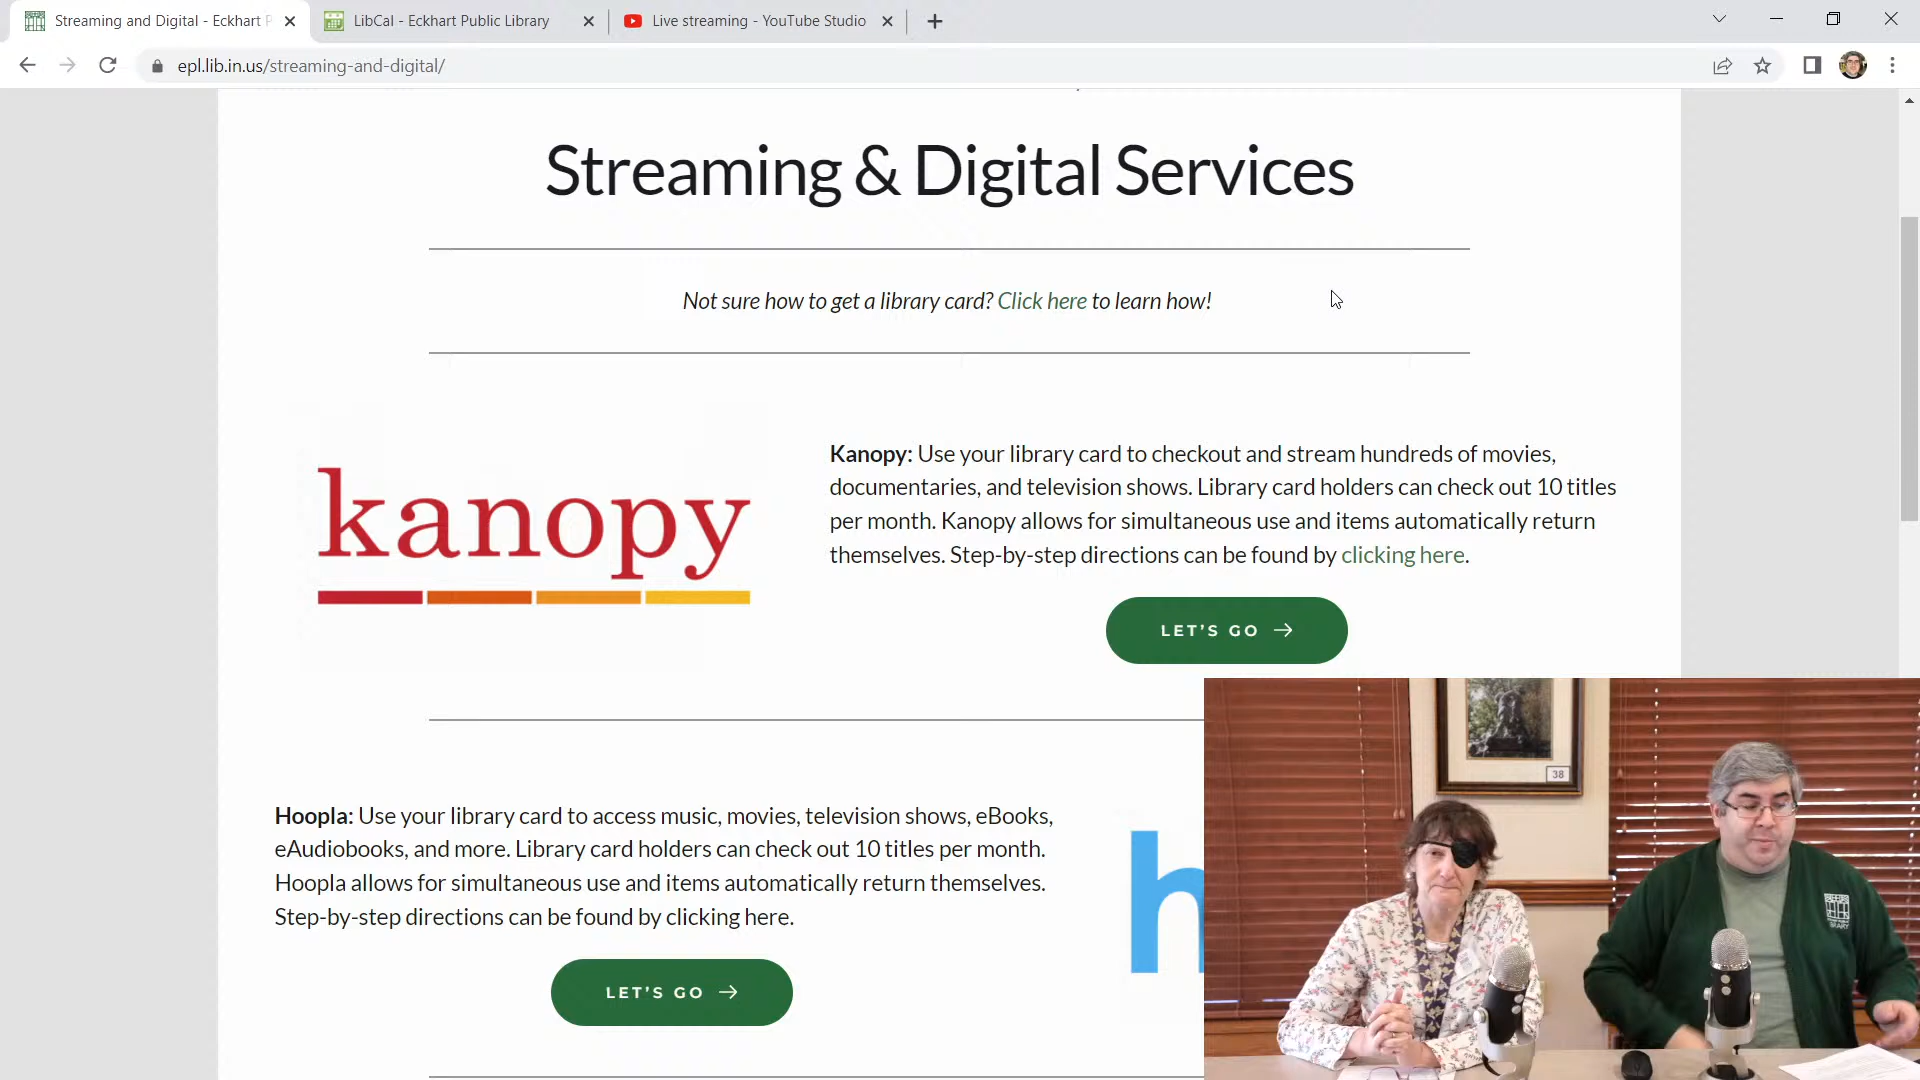 Streaming and Digital - Eckhart P
LibCal - Eckhart Public Library
Live streaming - YouTube Studio
epl.lib.in.us/streaming-and-digital/
Streaming & Digital Services
Not sure how to get a library card? Click here to learn how!
kanopy
Kanopy: Use your library card to checkout and stream hundreds of movies,
documentaries, and television shows. Library card holders can check out 10 titles
per month. Kanopy allows for simultaneous use and items automatically return
themselves. Step-by-step directions can be found by clicking here.
LET'S GO →
Hoopla: Use your library card to access music, movies, television shows, eBooks,
eAudiobooks, and more. Library card holders can check out 10 titles per month.
Hoopla allows for simultaneous use and items automatically return themselves.
Step-by-step directions can be found by clicking here.
LET'S GO →
h
38